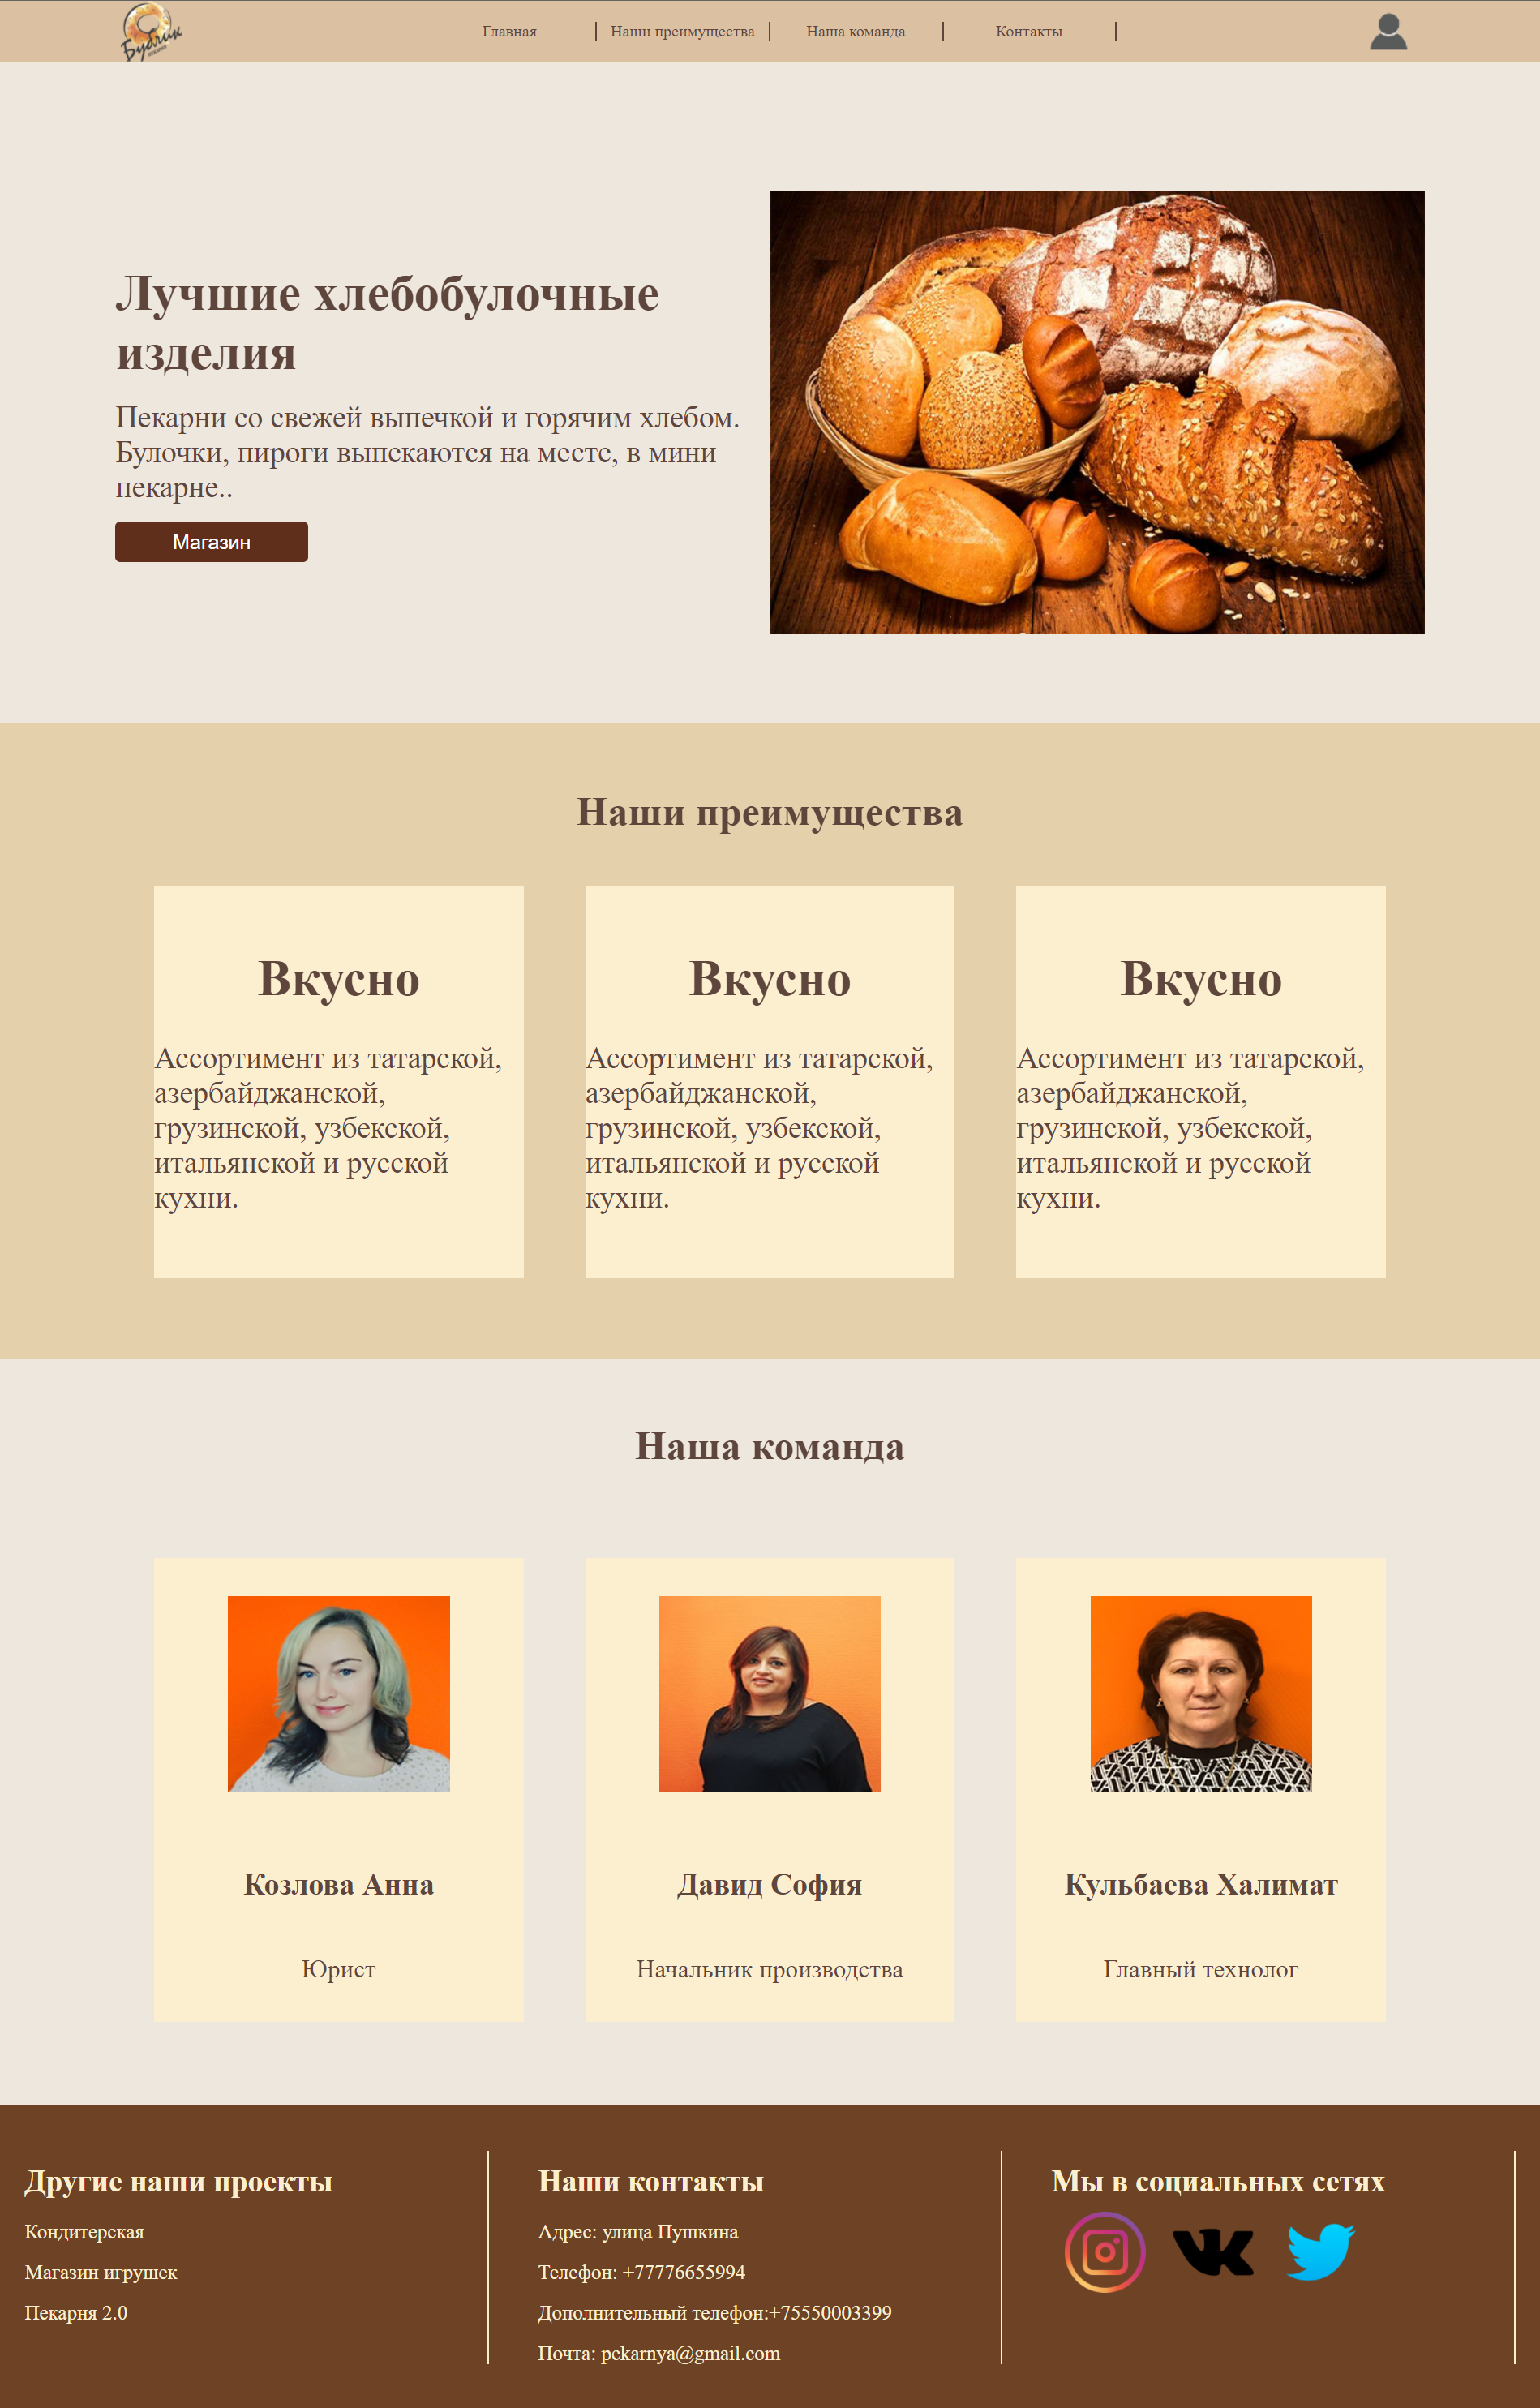 Бублик
Главная
Наши преимущества
Наша команда
Контакты
Лучшие хлебобулочные
изделия
Пекарни со свежей выпечкой и горячим хлебом.
Булочки, пироги выпекаются на месте, в мини
пекарне..
Магазин
Наши преимущества
Вкусно
Ассортимент из татарской,
азербайджанской,
грузинской, узбекской,
итальянской и русской
кухни.
Вкусно
Ассортимент из татарской,
азербайджанской,
грузинской, узбекской,
итальянской и русской
кухни.
Вкусно
Ассортимент из татарской,
азербайджанской,
грузинской, узбекской,
итальянской и русской
кухни.
Наша команда
Козлова Анна
Юрист
Давид София
Начальник производства
Кульбаева Халимат
Главный технолог
Другие наши проекты
Кондитерская
Магазин игрушек
Пекарня 2.0
Наши контакты
Адрес: улица Пушкина
Телефон: +77776655994
Дополнительный телефон:+75550003399
Почта: pekarnya@gmail.com
Мы в социальных сетях